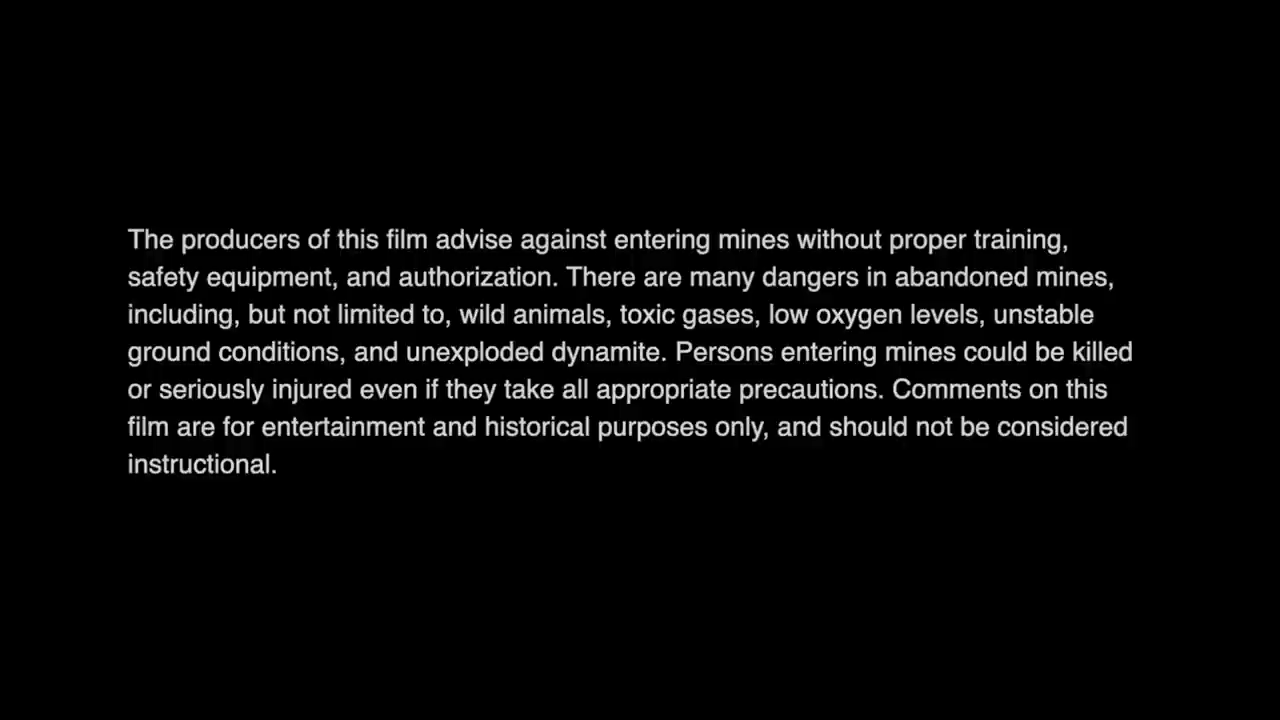 The producers of this film advise against entering mines without proper training,
safety equipment, and authorization. There are many dangers in abandoned mines,
including, but not limited to, wild animals, toxic gases, low oxygen levels, unstable
ground conditions, and unexploded dynamite. Persons entering mines could be killed
or seriously injured even if they take all appropriate precautions. Comments on this
film are for entertainment and historical purposes only, and should not be considered
instructional.